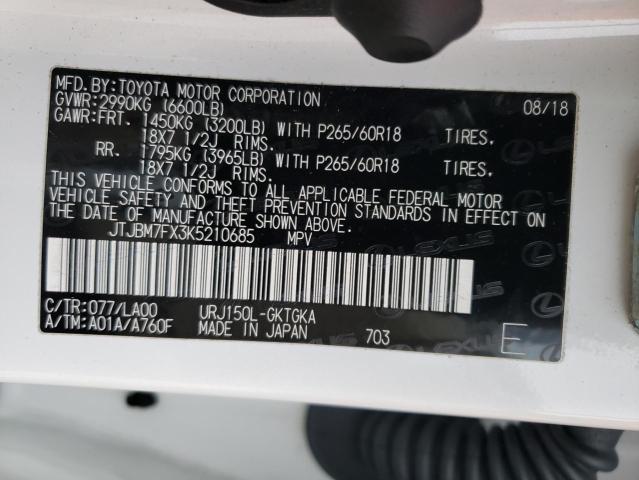 MFD.BY:TOYOTA MOTOR CORPORATION 08/18
GVWR:2990KG (6600LB)
GAWR:FRT. 1450KG (3200LB) WITH P265/60R18 TIRES.
18X7 1/2J RIMS.
RR. 1795KG (3965LB) WITH P265/60R18 TIRES.
18X7 1/2J RIMS.
THIS VEHICLE CONFORMS TO ALL APPLICABLE FEDERAL MOTOR
VEHICLE SAFETY AND THEFT PREVENTION STANDARDS IN EFFECT ON
THE DATE OF MANUFACTURE SHOWN ABOVE.
JTJBM7FX3K5210685 MPV
C/TR:077/LA00 URJ150L-GKTGKA
A/TM:A01A/A760F MADE IN JAPAN 703 E
LEXUS